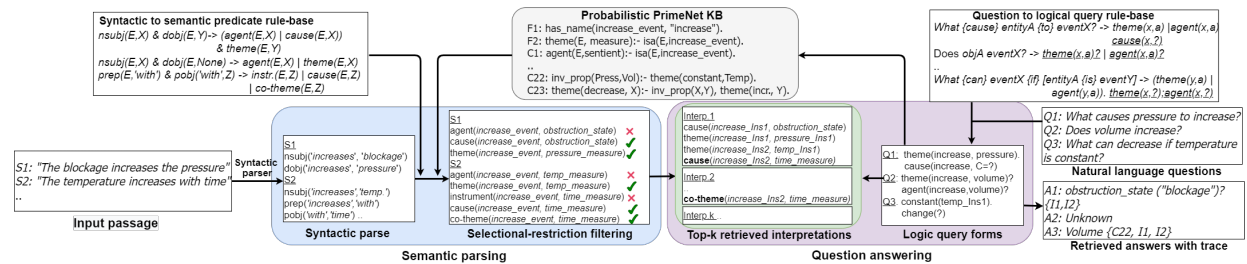 Syntactic to semantic predicate rule-base
nsubj(E,X) & dobj(E,Y)-> (agent(E,X) | cause(E,X))
& theme(E,Y)
nsubj(E,X) & dobj(E,None) -> agent(E,X) | theme(E,X)
prep(E,'with') & pobj('with',Z) -> instr.(E,Z) | cause(E,Z)
| co-theme(E,Z)
Probabilistic PrimeNet KB
F1: has_name(increase_event, "increase").
F2: theme(E, measure):- isa(E,increase_event).
C1: agent(E,sentient):- isa(E,increase_event).
..
C22: inv_prop(Press,Vol):- theme(constant,Temp).
C23: theme(decrease, X):- inv_prop(X,Y), theme(incr., Y).
Question to logical query rule-base
What {cause} entityA {to} eventX? -> theme(x,a) |agent(x,a)
cause(x,?)
Does objA eventX? -> theme(x,a)? | agent(x,a)?
..
What {can} eventX {if} [entityA {is} eventY] -> (theme(y,a) |
agent(y,a)). theme(x,?):agent(x,?)
S1: "The blockage increases the pressure"
S2: "The temperature increases with time"
..
Input passage
Syntactic
parser
S1
nsubj('increases', 'blockage')
dobj('increases', 'pressure')
S2
nsubj('increases','temp.')
prep('increases','with')
pobj('with','time') ..
Syntactic parse
S1
agent(increase_event, obstruction_state)
cause(increase_event, obstruction_state)
theme(increase_event, pressure_measure)
S2
agent(increase_event, temp_measure)
theme(increase_event, temp_measure)
instrument(increase_event, time_measure)
cause(increase_event, time_measure)
co-theme(increase_event, time_measure)
Selectional-restriction filtering
Semantic parsing
Interp.1
cause(increase_Ins1, obstruction_state)
theme(increase_Ins1, pressure_Ins1)
theme(increase_Ins2, temp_Ins1)
cause(increase_Ins2, time_measure)
Interp.2
..
co-theme(increase_Ins2, time_measure)
Interp.k ..
Top-k retrieved interpretations
Q1: theme(increase, pressure).
cause(increase, C=?)
Q2: theme(increase, volume)?
agent(increase,volume)?
Q3. constant(temp_Ins1).
change(?)
Logic query forms
Question answering
Q1: What causes pressure to increase?
Q2: Does volume increase?
Q3: What can decrease if temperature
is constant?
Natural language questions
A1: obstruction_state ("blockage")?
{I1,I2}
A2: Unknown
A3: Volume {C22, I1, I2}
Retrieved answers with trace